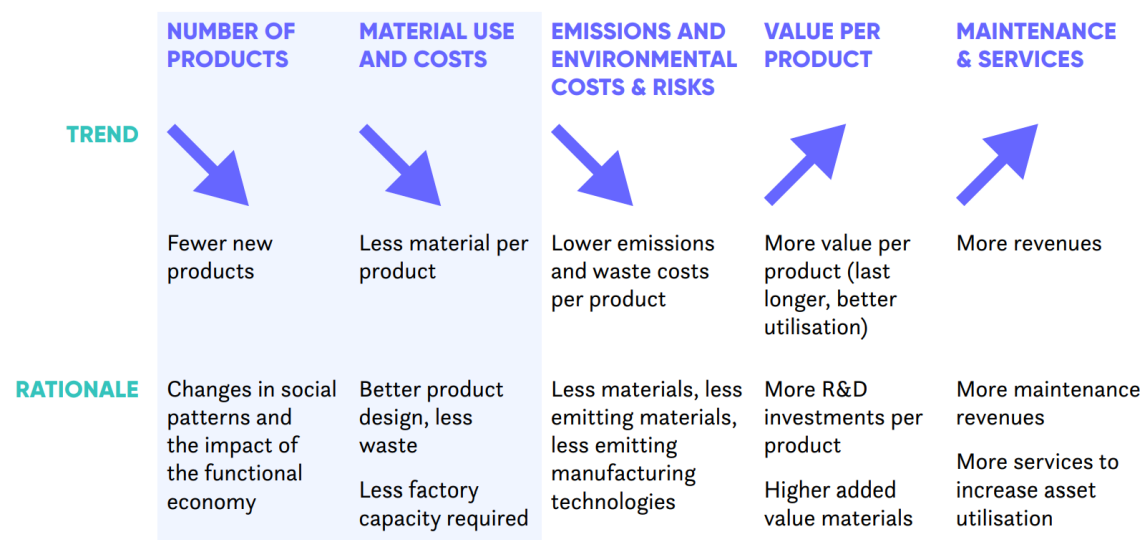 NUMBER OF
PRODUCTS
MATERIAL USE
AND COSTS
EMISSIONS AND
ENVIRONMENTAL
COSTS & RISKS
VALUE PER
PRODUCT
MAINTENANCE
& SERVICES
TREND
Fewer new
products
Less material per
product
Lower emissions
and waste costs
per product
More value per
product (last
longer, better
utilisation)
More revenues
RATIONALE
Changes in social
patterns and
the impact of
the functional
economy
Better product
design, less
waste
Less factory
capacity required
Less materials, less
emitting materials,
less emitting
manufacturing
technologies
More R&D
investments per
product
Higher added
value materials
More maintenance
revenues
More services to
increase asset
utilisation